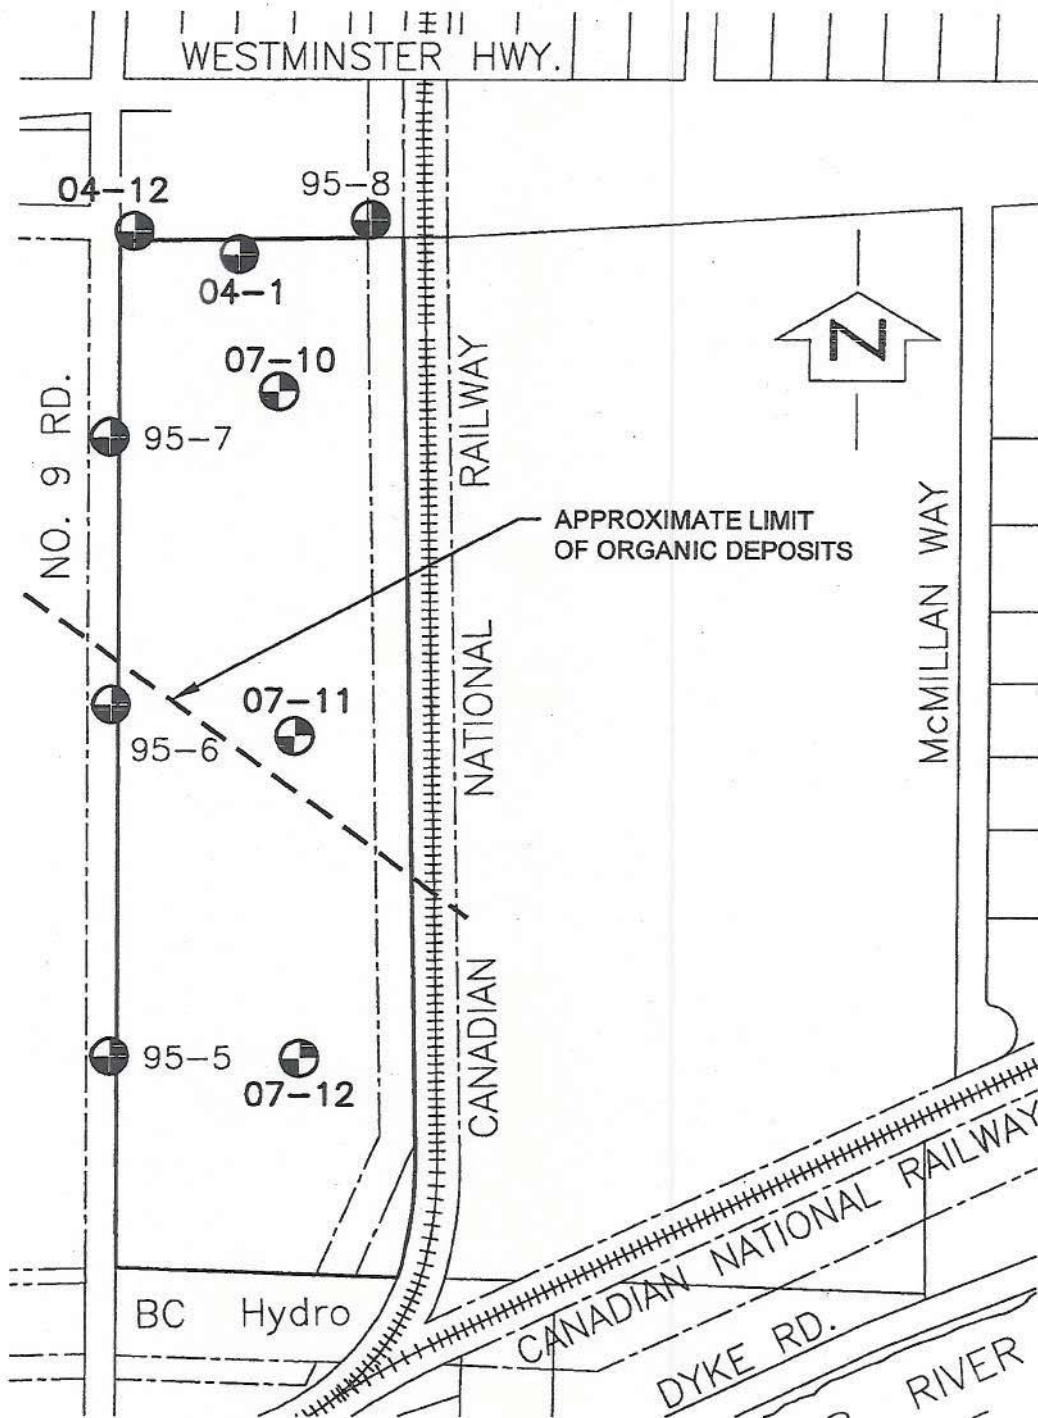 WESTMINSTER HWY.
04-12
95-8
04-1
07-10
NO. 9 RD.
95-7
RAILWAY
N
APPROXIMATE LIMIT
OF ORGANIC DEPOSITS
McMILLAN WAY
NATIONAL
07-11
95-6
CANADIAN
95-5
07-12
CANADIAN NATIONAL RAILWAY
BC Hydro
DYKE RD.
RIVER